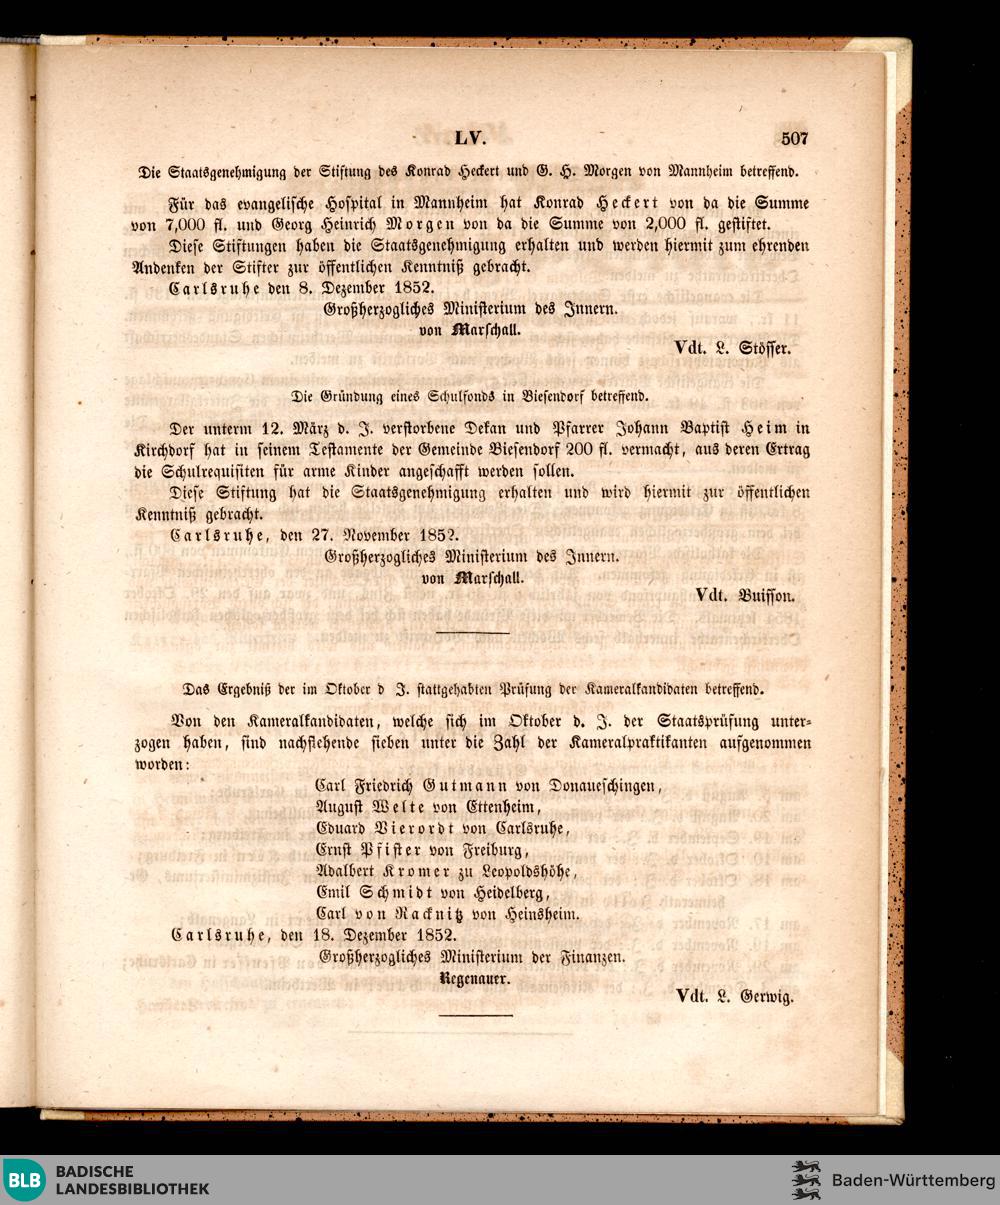 LV.
507
Die Staatsgenehmigung der Stiftung des Konrad Heckert und G. H. Morgen von Mannheim betreffend.
Für das evangelische Hospital in Mannheim hat Konrad Heckert von da die Summe
von 7,000 fl. und Georg Heinrich Morgen von da die Summe von 2,000 fl. gestiftet.
Diese Stiftungen haben die Staatsgenehmigung erhalten und werden hiermit zum ehrenden
Andenken der Stifter zur öffentlichen Kenntniß gebracht.
Carlsruhe den 8. Dezember 1852.
Großherzogliches Ministerium des Innern.
von Marschall.
Vdt. L. Stösser.
Die Gründung eines Schulfonds in Biesendorf betreffend.
Der unterm 12. März d. J. verstorbene Dekan und Pfarrer Johann Baptist Heim in
Kirchdorf hat in seinem Testamente der Gemeinde Biesendorf 200 fl. vermacht, aus deren Ertrag
die Schulrequisiten für arme Kinder angeschafft werden sollen.
Diese Stiftung hat die Staatsgenehmigung erhalten und wird hiermit zur öffentlichen
Kenntniß gebracht.
Carlsruhe, den 27. November 1852.
Großherzogliches Ministerium des Innern.
von Marschall.
Vdt. Buisson.
Das Ergebniß der im Oktober d J. stattgehabten Prüfung der Kameralkandidaten betreffend.
Von den Kameralkandidaten, welche sich im Oktober d. J. der Staatsprüfung unter-
zogen haben, sind nachstehende sieben unter die Zahl der Kameralpraktikanten aufgenommen
worden:
Carl Friedrich Gutmann von Donaueschingen,
August Welte von Ettenheim,
Eduard Vierordt von Carlsruhe,
Ernst Pfister von Freiburg,
Adalbert Kromer zu Leopoldshöhe,
Emil Schmidt von Heidelberg,
Carl von Racknitz von Heinsheim.
Carlsruhe, den 18. Dezember 1852.
Großherzogliches Ministerium der Finanzen.
Regenauer.
Vdt. L. Gerwig.
BLB
BADISCHE
LANDESBIBLIOTHEK
Baden-Württemberg